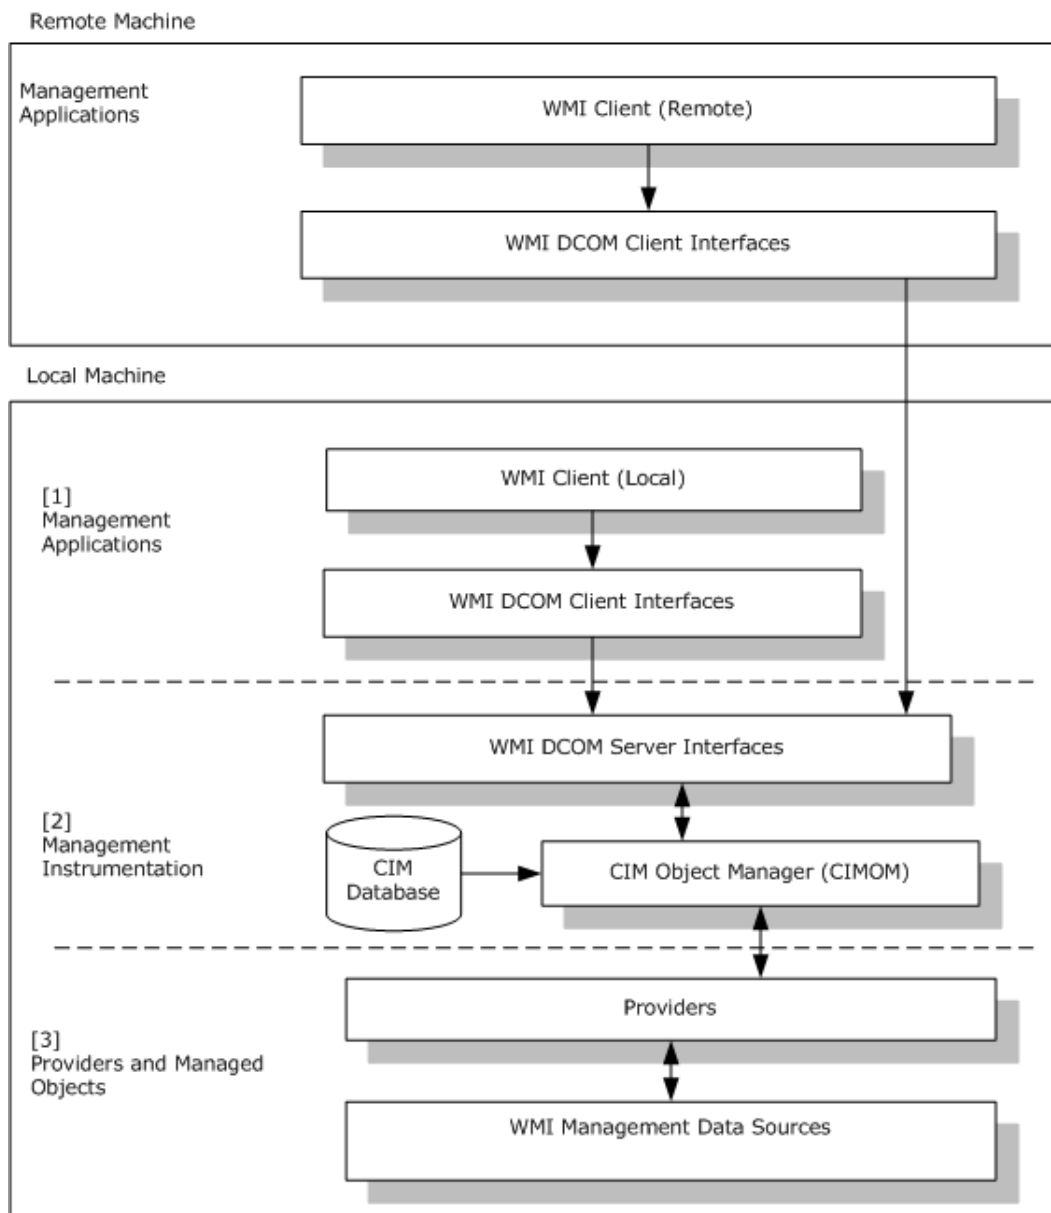 Remote Machine
Management
Applications
WMI Client (Remote)
WMI DCOM Client Interfaces
Local Machine
[1]
Management
Applications
WMI Client (Local)
WMI DCOM Client Interfaces
WMI DCOM Server Interfaces
[2]
Management
Instrumentation
CIM
Database
CIM Object Manager (CIMOM)
[3]
Providers and Managed
Objects
Providers
WMI Management Data Sources